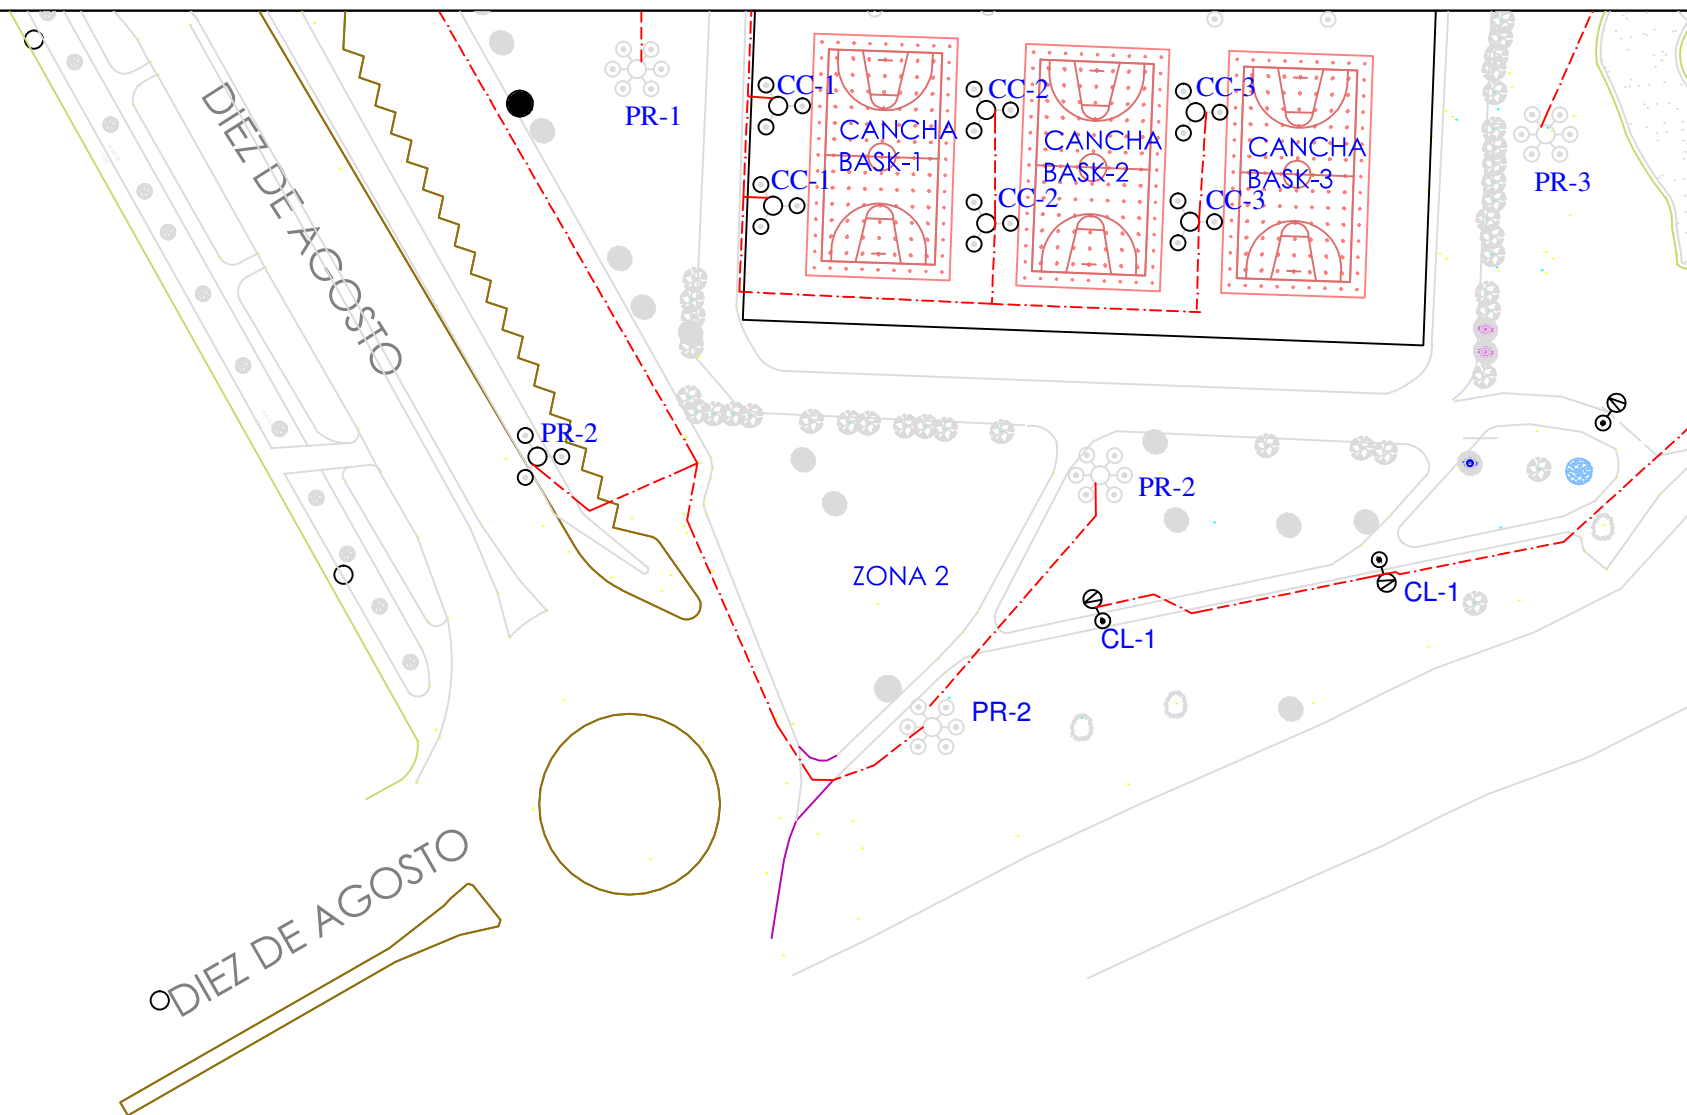 DIEZ DE AGOSTO
PR-1
CC-1
CANCHA
BASK-1
CC-1
CC-2
CANCHA
BASK-2
CC-2
CC-3
CANCHA
BASK-3
CC-3
PR-3
PR-2
PR-2
ZONA 2
CL-1
CL-1
PR-2
DIEZ DE AGOSTO